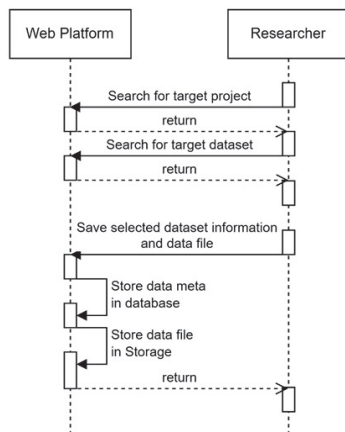 Web Platform
Researcher
Search for target project
return
Search for target dataset
return
Save selected dataset information
and data file
Store data meta
in database
Store data file
in Storage
return